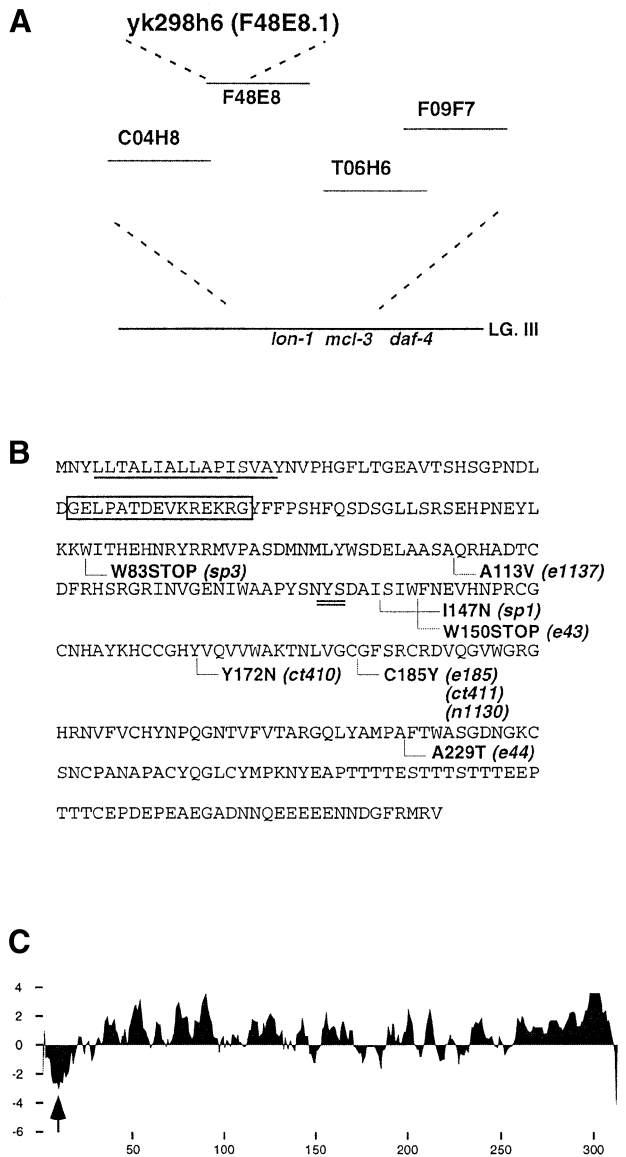 A
yk298h6 (F48E8.1)
F48E8
F09F7
C04H8
T06H6
LG. III
lon-1 mcl-3 daf-4
B
MNYLLTALIALLAPISVAYNVPHGFLTGEAVTSHSGPNDL
DGELPATDEVKREKRGYFFPSHFQSDSGLLSRSEHPNEYL
KKWITHEHNRYRRMVPASDMNMLYWSDELAASAQRHADTC
W83STOP (sp3)
A113V (e1137)
DFRHSRGRINVGENIWAAPYSNYSDAISIWFNEVHNPRCG
I147N (sp1)
W150STOP (e43)
CNHAYKHCCGHYVQVVWAKTNLVGCGFSRCRDVQGVWGRG
Y172N (ct410)
C185Y (e185)
(ct411)
(n1130)
HRNVFVCHYNPQGNTVFVTARGQLYAMPAFTWASGDNGKC
A229T (e44)
SNCPANAPACYQGLCYMPKNYEAPTTTTESTTTSTTTEEP
TTTCEPDEPEAEGADNNQEEEEENNDGFRMRV
C
4
2
0
-2
-4
-6
50 100 150 200 250 300